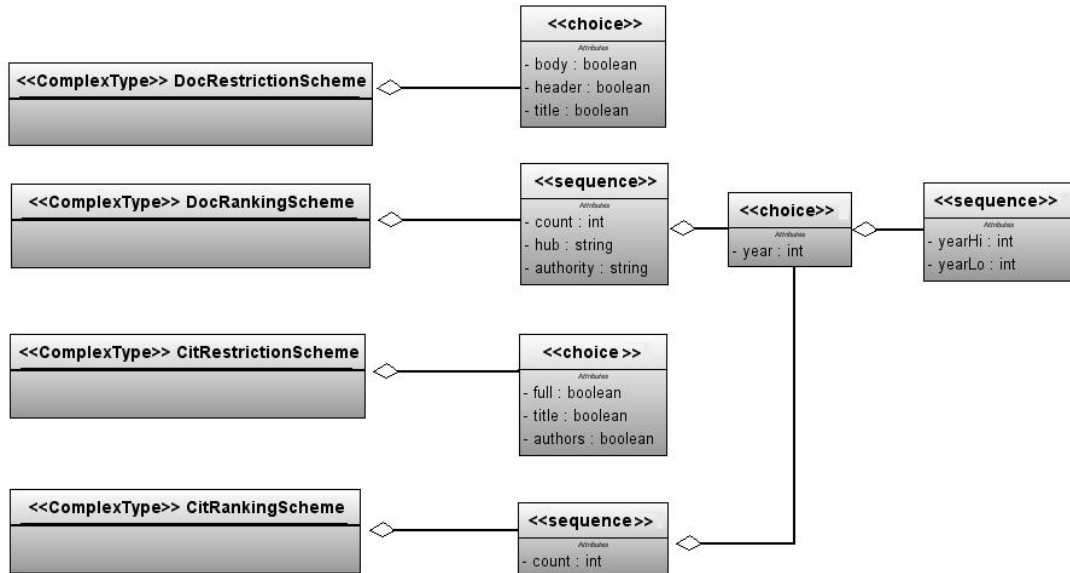 <<choice>>
Attributes
- body : boolean
- header : boolean
- title : boolean
<<ComplexType>> DocRestrictionScheme
<<ComplexType>> DocRankingScheme
<<sequence>>
Attributes
- count : int
- hub : string
- authority : string
<<choice>>
Attributes
- year : int
<<sequence>>
Attributes
- yearHi : int
- yearLo : int
<<ComplexType>> CitRestrictionScheme
<<choice >>
Attributes
- full : boolean
- title : boolean
- authors : boolean
<<ComplexType>> CitRankingScheme
<<sequence>>
Attributes
- count : int